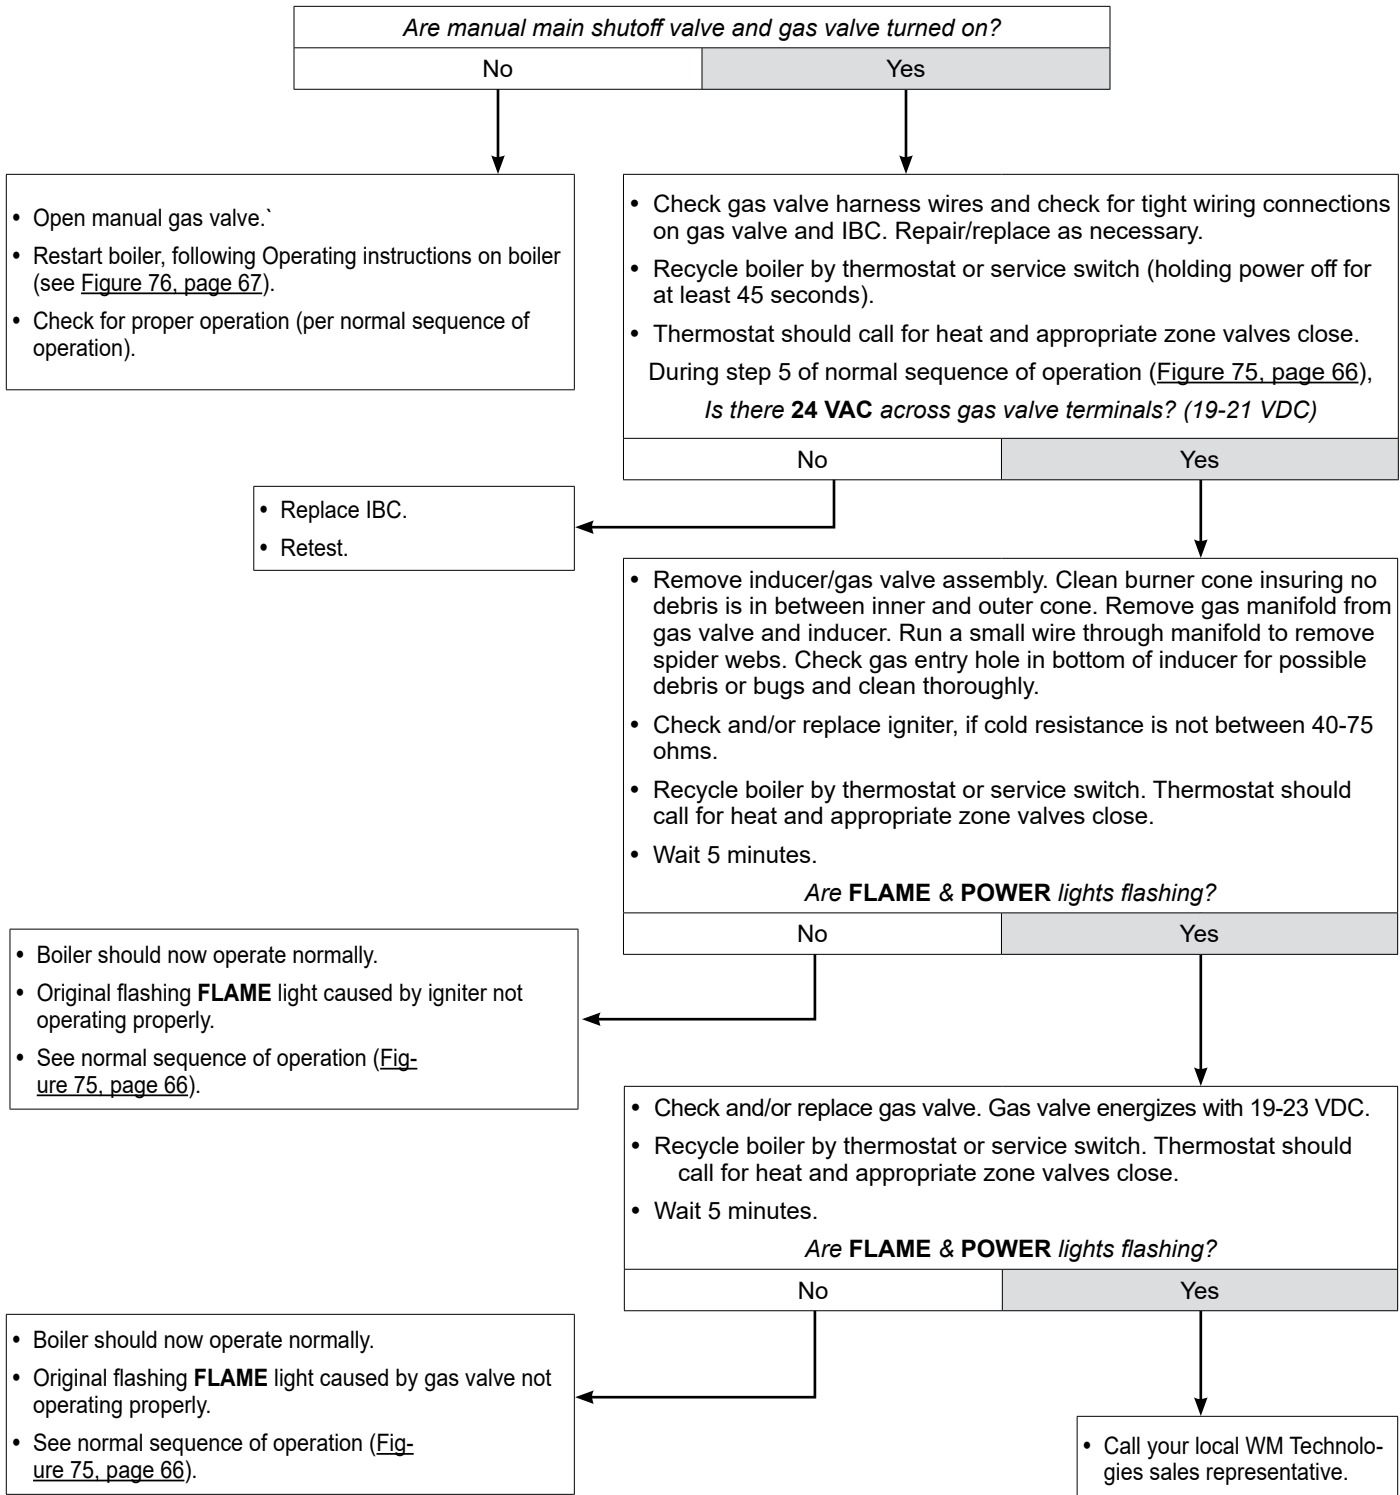 Are manual main shutoff valve and gas valve turned on?
No
Yes
• Open manual gas valve.`
• Restart boiler, following Operating instructions on boiler
(see Figure 76, page 67).
• Check for proper operation (per normal sequence of
operation).
• Check gas valve harness wires and check for tight wiring connections
on gas valve and IBC. Repair/replace as necessary.
• Recycle boiler by thermostat or service switch (holding power off for
at least 45 seconds).
• Thermostat should call for heat and appropriate zone valves close.
During step 5 of normal sequence of operation (Figure 75, page 66),
Is there 24 VAC across gas valve terminals? (19-21 VDC)
No
Yes
• Replace IBC.
• Retest.
• Remove inducer/gas valve assembly. Clean burner cone insuring no
debris is in between inner and outer cone. Remove gas manifold from
gas valve and inducer. Run a small wire through manifold to remove
spider webs. Check gas entry hole in bottom of inducer for possible
debris or bugs and clean thoroughly.
• Check and/or replace igniter, if cold resistance is not between 40-75
ohms.
• Recycle boiler by thermostat or service switch. Thermostat should
call for heat and appropriate zone valves close.
• Wait 5 minutes.
Are FLAME & POWER lights flashing?
No
Yes
• Boiler should now operate normally.
• Original flashing FLAME light caused by igniter not
operating properly.
• See normal sequence of operation (Fig-
ure 75, page 66).
• Check and/or replace gas valve. Gas valve energizes with 19-23 VDC.
• Recycle boiler by thermostat or service switch. Thermostat should
call for heat and appropriate zone valves close.
• Wait 5 minutes.
Are FLAME & POWER lights flashing?
No
Yes
• Boiler should now operate normally.
• Original flashing FLAME light caused by gas valve not
operating properly.
• See normal sequence of operation (Fig-
ure 75, page 66).
• Call your local WM Technolo-
gies sales representative.